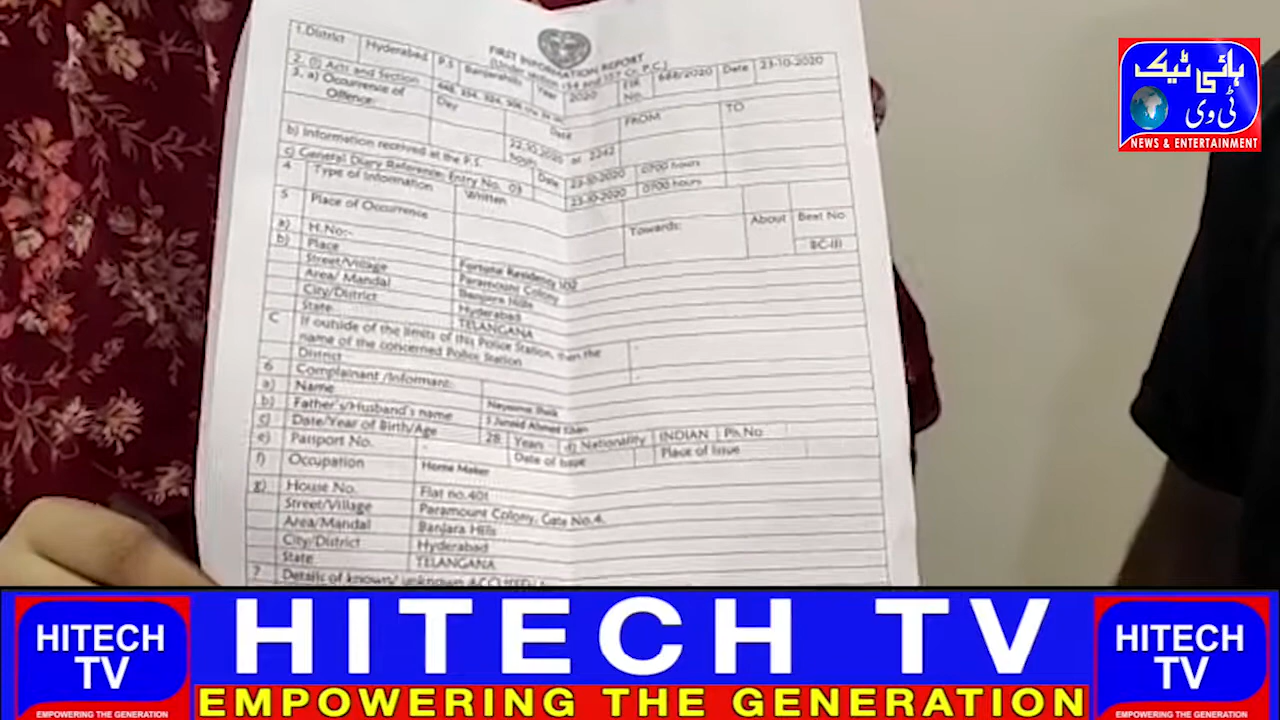 FIRST INFORMATION REPORT
1.District Hyderabad P.S Banjarahills Year 2020 FIR No. 688/2020 Date 23-10-2020
2. (i) Acts and Section
3. a) Occurrence of Offence: Day Date FROM TO
22.10.2020 at 2242 hours
b) Information received at the P.S. Date 23-10-2020 0700 hours
c) General Diary Reference: Entry No. 03 23-10-2020 0700 hours
4 Type of Information Written
5 Place of Occurrence Towards: About Beat No
BC-III
a) H.No:-
b) Place Fortune Residency 102
Street/Village Paramount Colony
Area/ Mandal Banjara Hills
City/District Hyderabad
State TELANGANA
C If outside of the limits of this Police Station, then the
name of the concerned Police Station
District
6 Complainant /Informant:
a) Name
b) Father's/Husband's name Ahmed Khan
c) Date/Year of Birth/Age 28 Years d) Nationality INDIAN Ph.No
e) Passport No. Date of Issue Place of Issue
f) Occupation Home Maker
g) House No. Flat no.401
Street/Village Paramount Colony, Gate No.4,
Area/Mandal Banjara Hills
City/District Hyderabad
State TELANGANA
7 Details of known/ unknown
ہائی ٹیک
ٹی وی
NEWS & ENTERTAINMENT
HITECH TV
EMPOWERING THE GENERATION
HITECH TV
EMPOWERING THE GENERATION
HITECH TV
EMPOWERING THE GENERATION